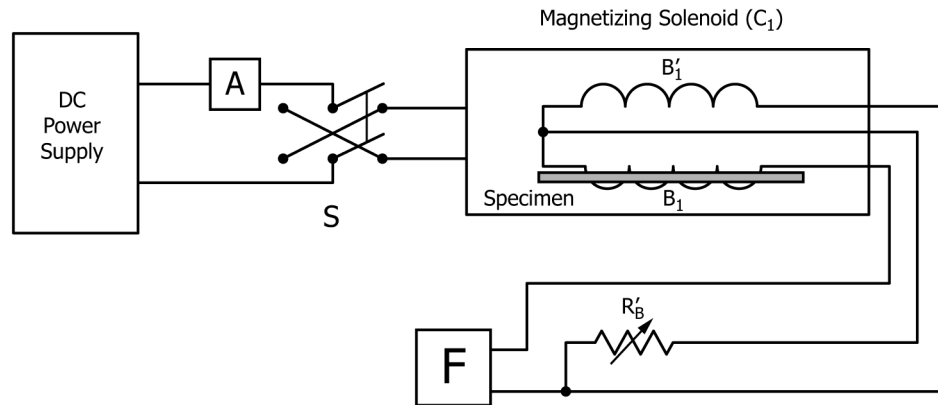 Magnetizing Solenoid (C₁)
DC
Power
Supply
A
S
B′₁
Specimen
B₁
R′B
F